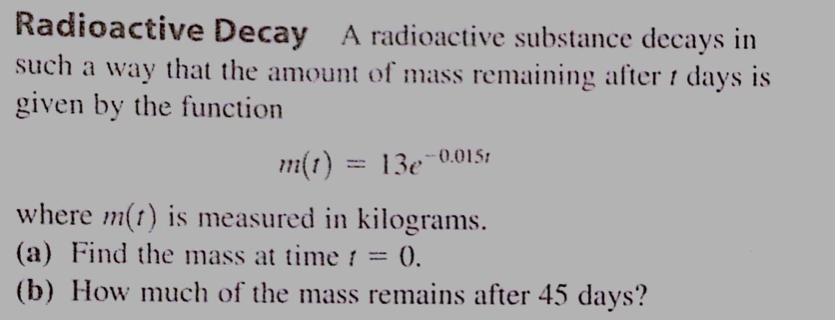 Radioactive Decay A radioactive substance decays in
such a way that the amount of mass remaining after t days is
given by the function
m(t) = 13e^{-0.015t}
where m(t) is measured in kilograms.
(a) Find the mass at time t = 0.
(b) How much of the mass remains after 45 days?